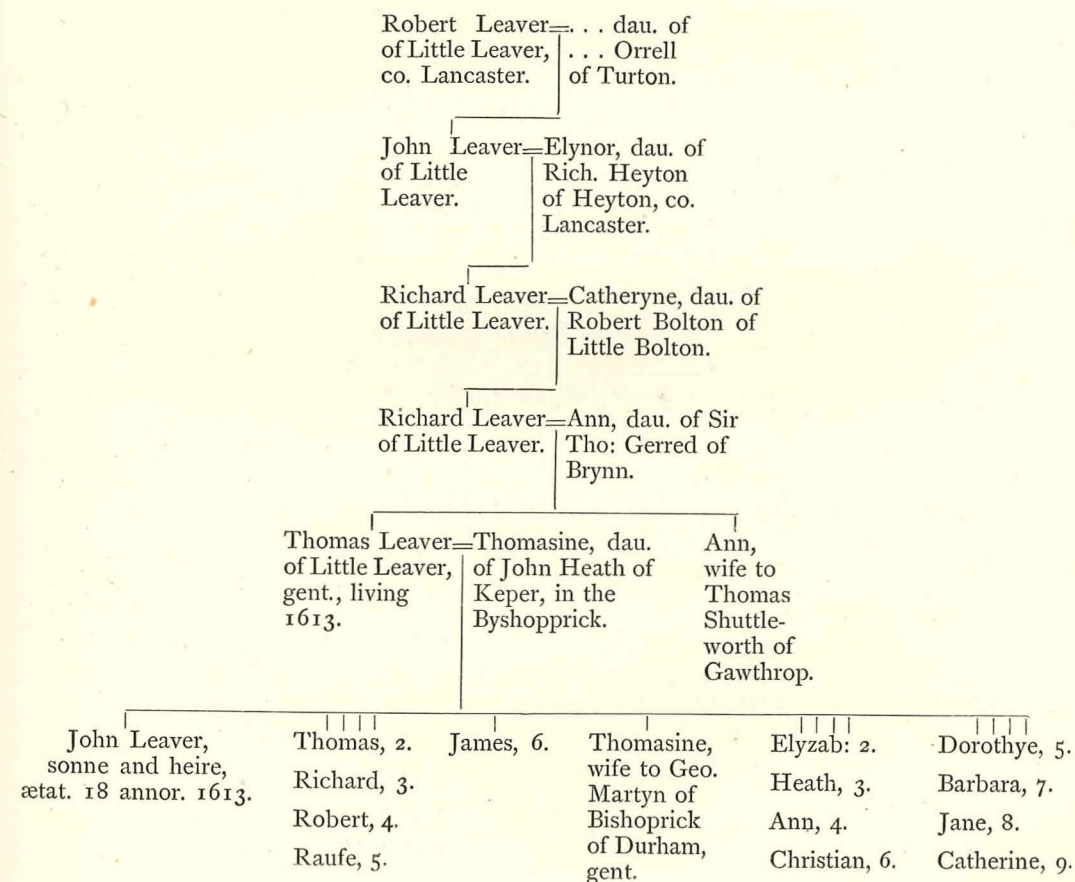 Robert Leaver=. . . dau. of
of Little Leaver, . . . Orrell
co. Lancaster. of Turton.
John Leaver=Elynor, dau. of
of Little Rich. Heyton
Leaver. of Heyton, co.
Lancaster.
Richard Leaver=Catheryne, dau. of
of Little Leaver. Robert Bolton of
Little Bolton.
Richard Leaver=Ann, dau. of Sir
of Little Leaver. Tho: Gerred of
Brynn.
Thomas Leaver=Thomasine, dau.
of Little Leaver, of John Heath of
gent., living Keper, in the
1613. Byshopprick.
Ann,
wife to
Thomas
Shuttle-
worth of
Gawthrop.
John Leaver,
sonne and heire,
ætat. 18 annor. 1613.
Thomas, 2.
Richard, 3.
Robert, 4.
Raufe, 5.
James, 6.
Thomasine,
wife to Geo.
Martyn of
Bishoprick
of Durham,
gent.
Elyzab: 2.
Heath, 3.
Ann, 4.
Christian, 6.
Dorothye, 5.
Barbara, 7.
Jane, 8.
Catherine, 9.